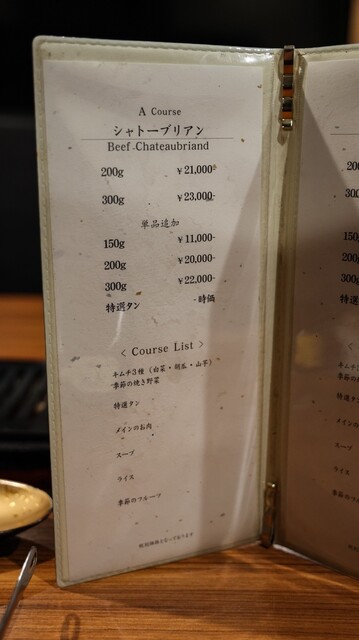 A Course
シャトーブリアン
Beef Chateaubriand
200g ￥21,000-
300g ￥23,000-
単品追加
150g ￥11,000-
200g ￥20,000-
300g ￥22,000-
特選タン -時価
< Course List >
キムチ3種（白菜・胡瓜・山芋）
季節の焼き野菜
特選タン
メインのお肉
スープ
ライス
季節のフルーツ